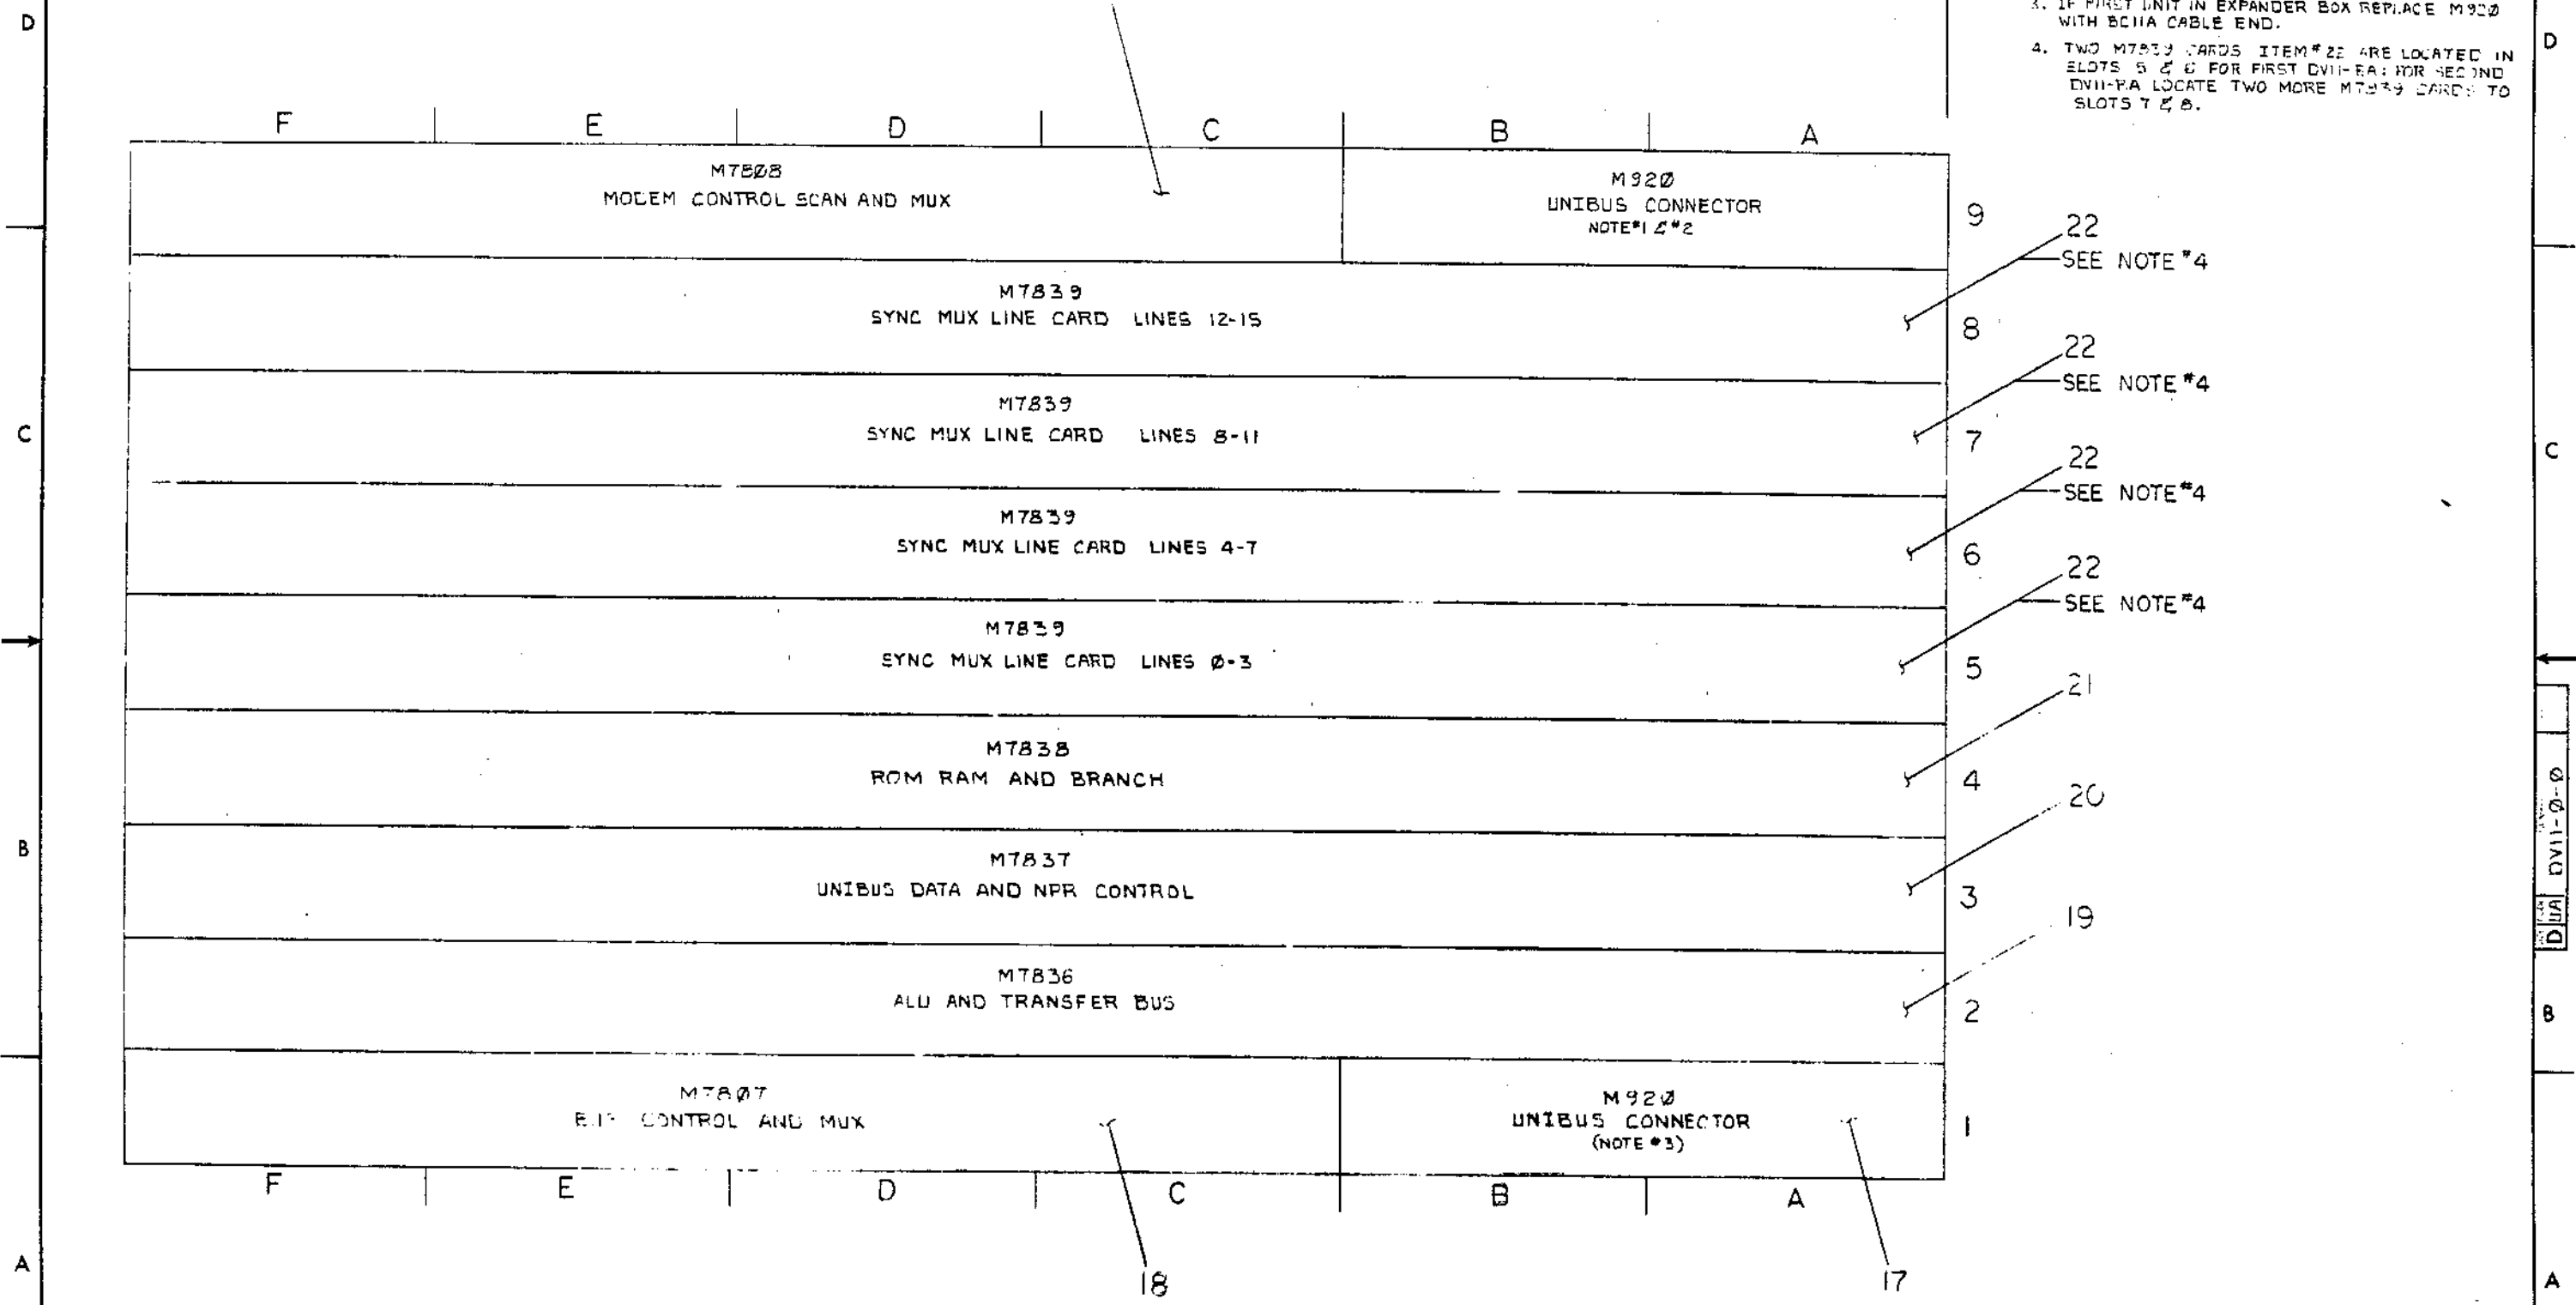 D
3. IF FIRST UNIT IN EXPANDER BOX REPLACE M92Ø
WITH BC11A CABLE END.
D
4. TWO M7839 CARDS ITEM #22 ARE LOCATED IN
SLOTS 5 & 6 FOR FIRST DV11-BA: FOR SECOND
DV11-BA LOCATE TWO MORE M7839 CARDS TO
SLOTS 7 & 8.
F E D C B A
M78Ø8
MODEM CONTROL SCAN AND MUX
M92Ø
UNIBUS CONNECTOR
NOTE #1 & #2
9
22
SEE NOTE #4
M7839
SYNC MUX LINE CARD LINES 12-15
8
22
SEE NOTE #4
M7839
SYNC MUX LINE CARD LINES 8-11
7
C
C
22
SEE NOTE #4
M7839
SYNC MUX LINE CARD LINES 4-7
6
22
SEE NOTE #4
M7839
SYNC MUX LINE CARD LINES Ø-3
5
21
M7838
ROM RAM AND BRANCH
4
20
B
M7837
UNIBUS DATA AND NPR CONTROL
3
19
M7836
ALU AND TRANSFER BUS
2
B
M78Ø7
CONTROL AND MUX
M92Ø
UNIBUS CONNECTOR
(NOTE #3)
1
F E D C B A
18
17
A
A
D UA DV11-Ø-Ø